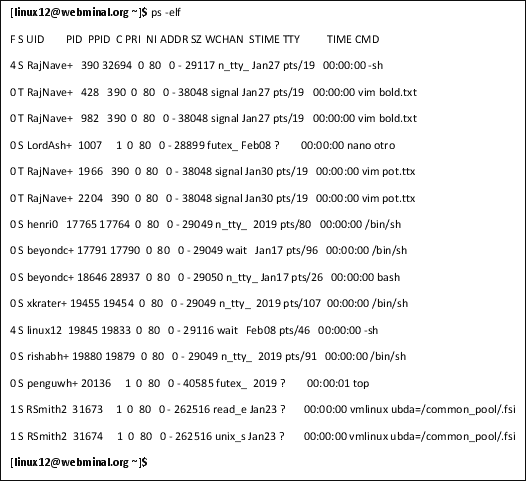 [linux12@webminal.org ~]$ ps -elf
F S UID PID PPID C PRI NI ADDR SZ WCHAN STIME TTY TIME CMD
4 S RajNave+ 390 32694 0 80 0 - 29117 n_tty_ Jan27 pts/19 00:00:00 -sh
0 T RajNave+ 428 390 0 80 0 - 38048 signal Jan27 pts/19 00:00:00 vim bold.txt
0 T RajNave+ 982 390 0 80 0 - 38048 signal Jan27 pts/19 00:00:00 vim bold.txt
0 S LordAsh+ 1007 1 0 80 0 - 28899 futex_ Feb08 ? 00:00:00 nano otro
0 T RajNave+ 1966 390 0 80 0 - 38048 signal Jan30 pts/19 00:00:00 vim pot.ttx
0 T RajNave+ 2204 390 0 80 0 - 38048 signal Jan30 pts/19 00:00:00 vim pot.ttx
0 S henri0 17765 17764 0 80 0 - 29049 n_tty_ 2019 pts/80 00:00:00 /bin/sh
0 S beyondc+ 17791 17790 0 80 0 - 29049 wait Jan17 pts/96 00:00:00 /bin/sh
0 S beyondc+ 18646 28937 0 80 0 - 29050 n_tty_ Jan17 pts/26 00:00:00 bash
0 S xkrater+ 19455 19454 0 80 0 - 29049 n_tty_ 2019 pts/107 00:00:00 /bin/sh
4 S linux12 19845 19833 0 80 0 - 29116 wait Feb08 pts/46 00:00:00 -sh
0 S rishabh+ 19880 19879 0 80 0 - 29049 n_tty_ 2019 pts/91 00:00:00 /bin/sh
0 S penguwh+ 20136 1 0 80 0 - 40585 futex_ 2019 ? 00:00:01 top
1 S RSmith2 31673 1 0 80 0 - 262516 read_e Jan23 ? 00:00:00 vmlinux ubda=/common_pool/.fsi
1 S RSmith2 31674 1 0 80 0 - 262516 unix_s Jan23 ? 00:00:00 vmlinux ubda=/common_pool/.fsi
[linux12@webminal.org ~]$